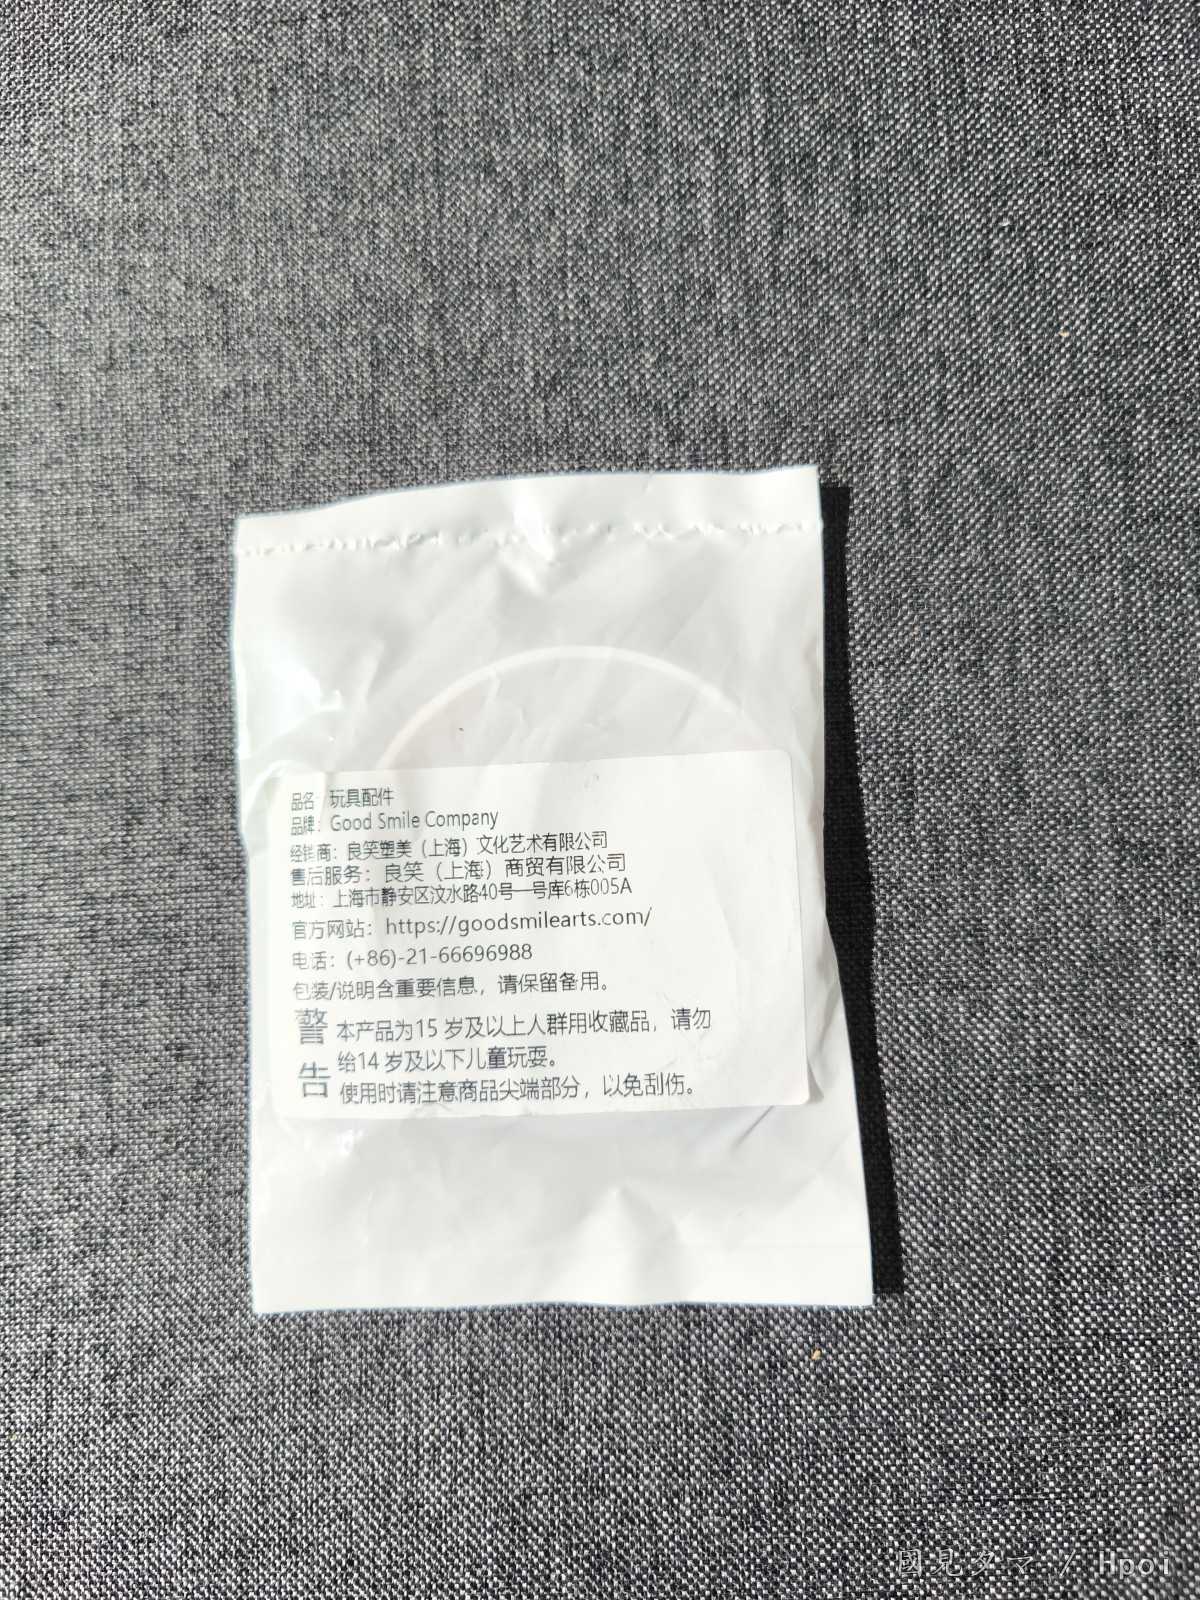 品名：玩具配件
品牌：Good Smile Company
经销商：良笑塑美（上海）文化艺术有限公司
售后服务：良笑（上海）商贸有限公司
地址：上海市静安区汶水路40号一号库6栋005A
官方网站：https://goodsmilearts.com/
电话：(+86)-21-66696988
包装/说明含重要信息，请保留备用。
警告
本产品为15 岁及以上人群用收藏品，请勿
给14 岁及以下儿童玩耍。
使用时请注意商品尖端部分，以免刮伤。
國見タマ / Hpoi